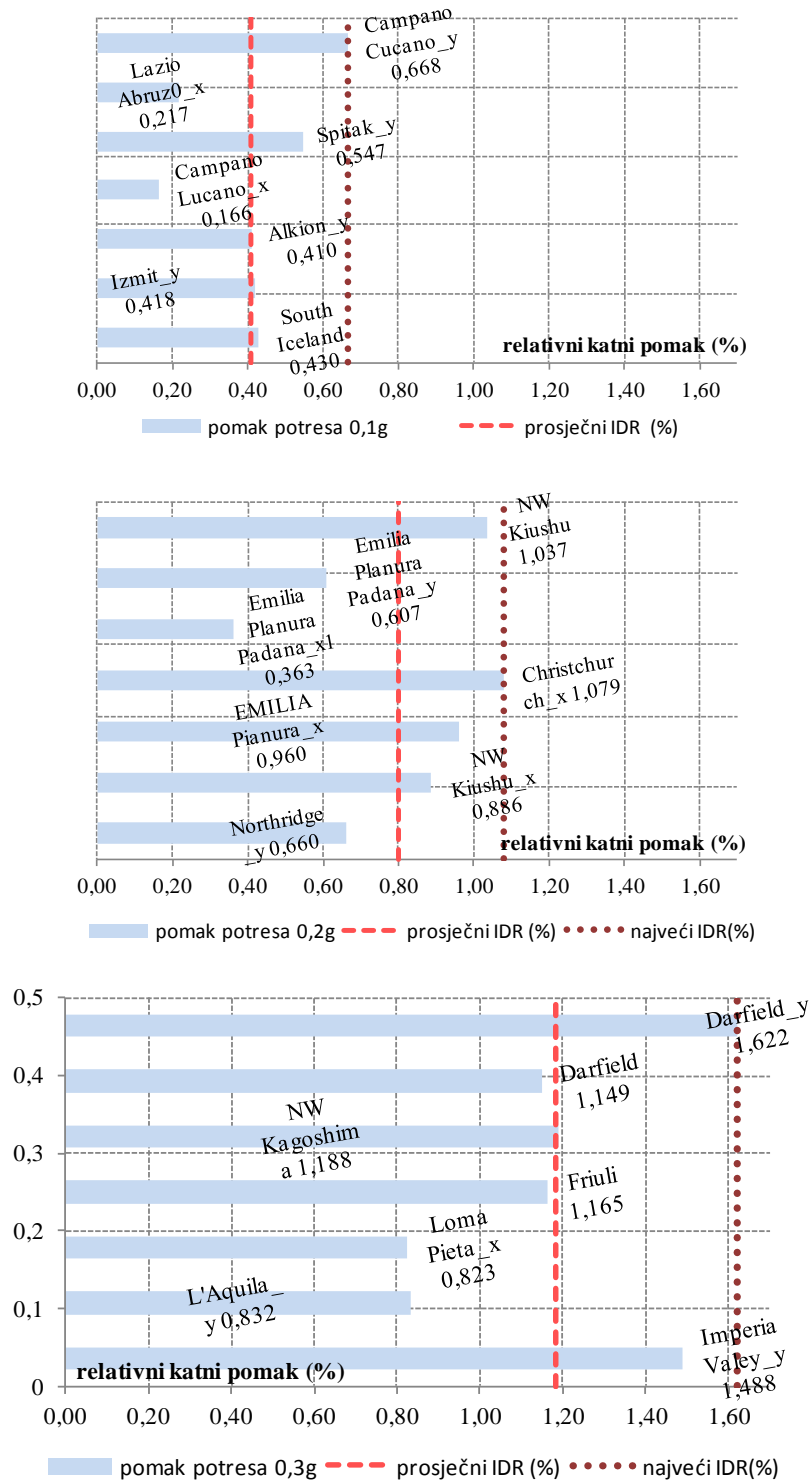 Campano
Cucano_y
0,668
Lazio
Abruz0_x
0,217
Spitak_y
0,547
Campano
Lucano_x
0,166
Alkion_y
0,410
Izmit_y
0,418
South
Iceland
0,430
relativni katni pomak (%)
0,00 0,20 0,40 0,60 0,80 1,00 1,20 1,40 1,60
pomak potresa 0,1g prosječni IDR (%)
NW
Kiushu
1,037
Emilia
Planura
Padana_y
0,607
Emilia
Planura
Padana_x1
0,363
Christchur
ch_x 1,079
EMILIA
Pianura_x
0,960
NW
Kiushu_x
0,886
Northridge
_y 0,660
relativni katni pomak (%)
0,00 0,20 0,40 0,60 0,80 1,00 1,20 1,40 1,60
pomak potresa 0,2g prosječni IDR (%) najveći IDR(%)
0,5
Darfield_y
1,622
0,4
Darfield
1,149
NW
Kagoshim
a 1,188
0,3
Friuli
1,165
0,2
Loma
Pieta_x
0,823
L'Aquila_
y 0,832
0,1
Imperia
Valey_y
1,488
relativni katni pomak (%)
0
0,00 0,20 0,40 0,60 0,80 1,00 1,20 1,40 1,60
pomak potresa 0,3g prosječni IDR (%) najveći IDR(%)